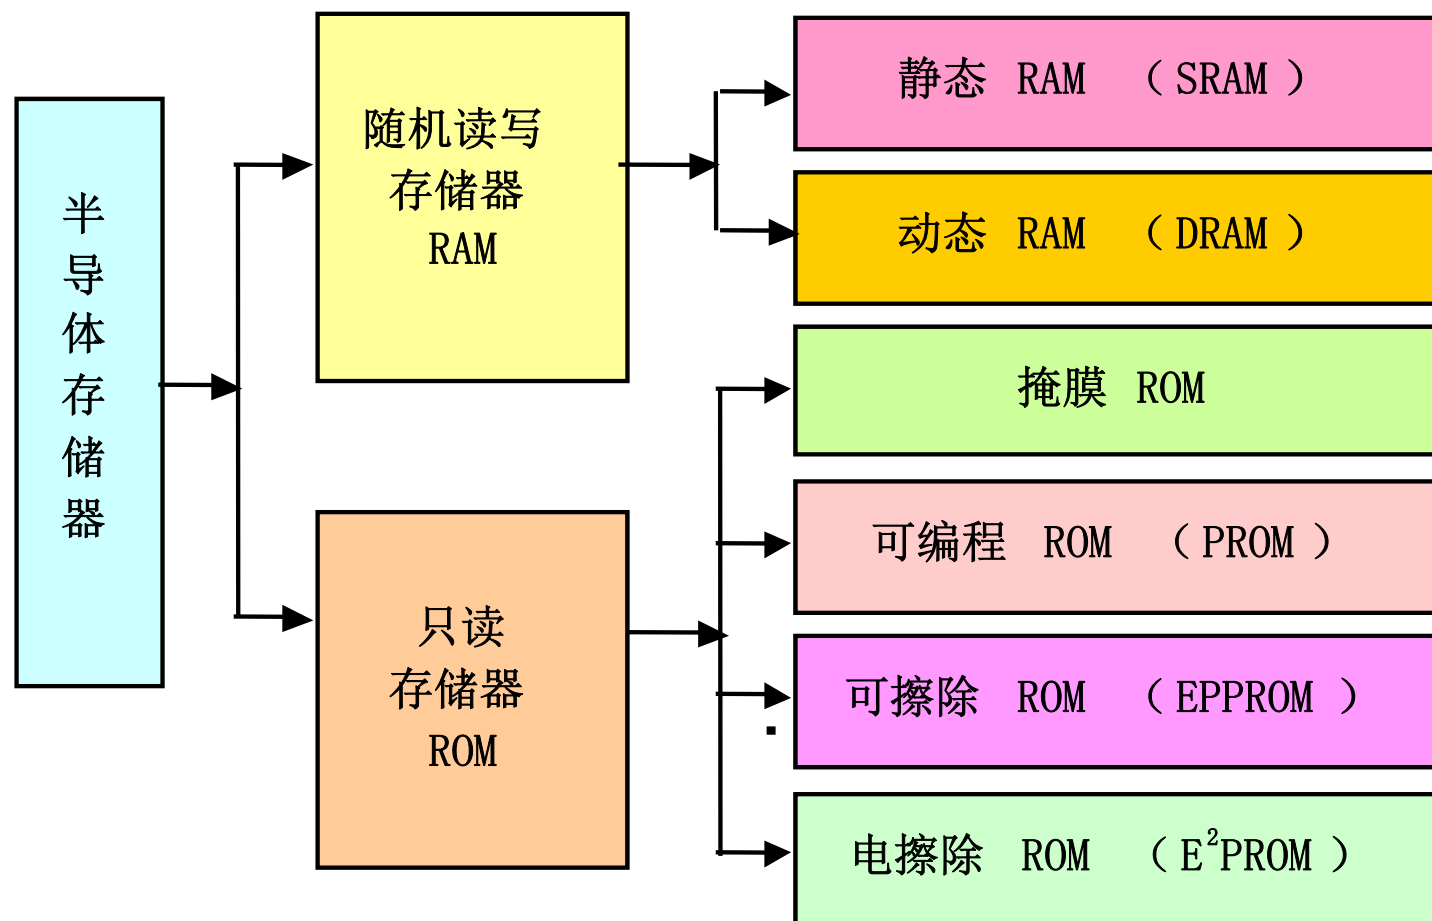 半
导
体
存
储
器
随机读写
存储器
RAM
只读
存储器
ROM
静态 RAM （ SRAM ）
动态 RAM （ DRAM ）
掩膜 ROM
可编程 ROM （ PROM ）
可擦除 ROM （ EPPROM ）
电擦除 ROM （ E²PROM ）